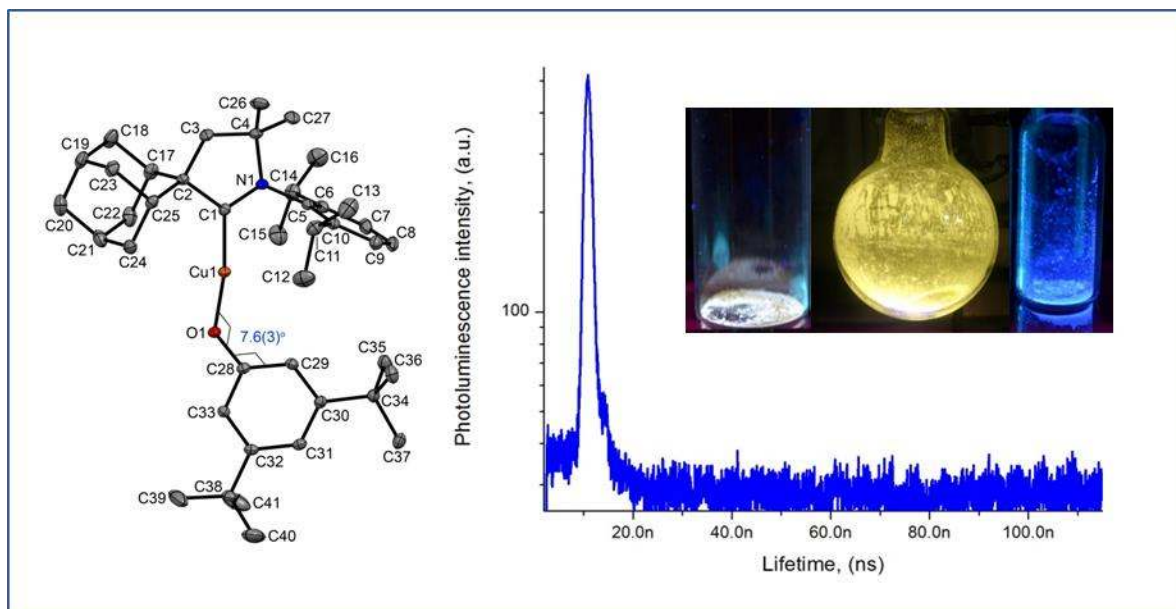 C26
C4
C27
C3
C18
C19
C17
C16
C23
N1
C14
C13
C2
C6
C25
C1
C5
C7
C22
C10
C8
C20
C15
C9
C21
C11
C24
C12
Cu1
O1
7.6(3)º
C35
C36
C28
C29
C34
C33
C30
C37
C32
C31
C38
C39
C41
C40
Photoluminescence intensity, (a.u.)
100
20.0n
40.0n
60.0n
80.0n
100.0n
Lifetime, (ns)